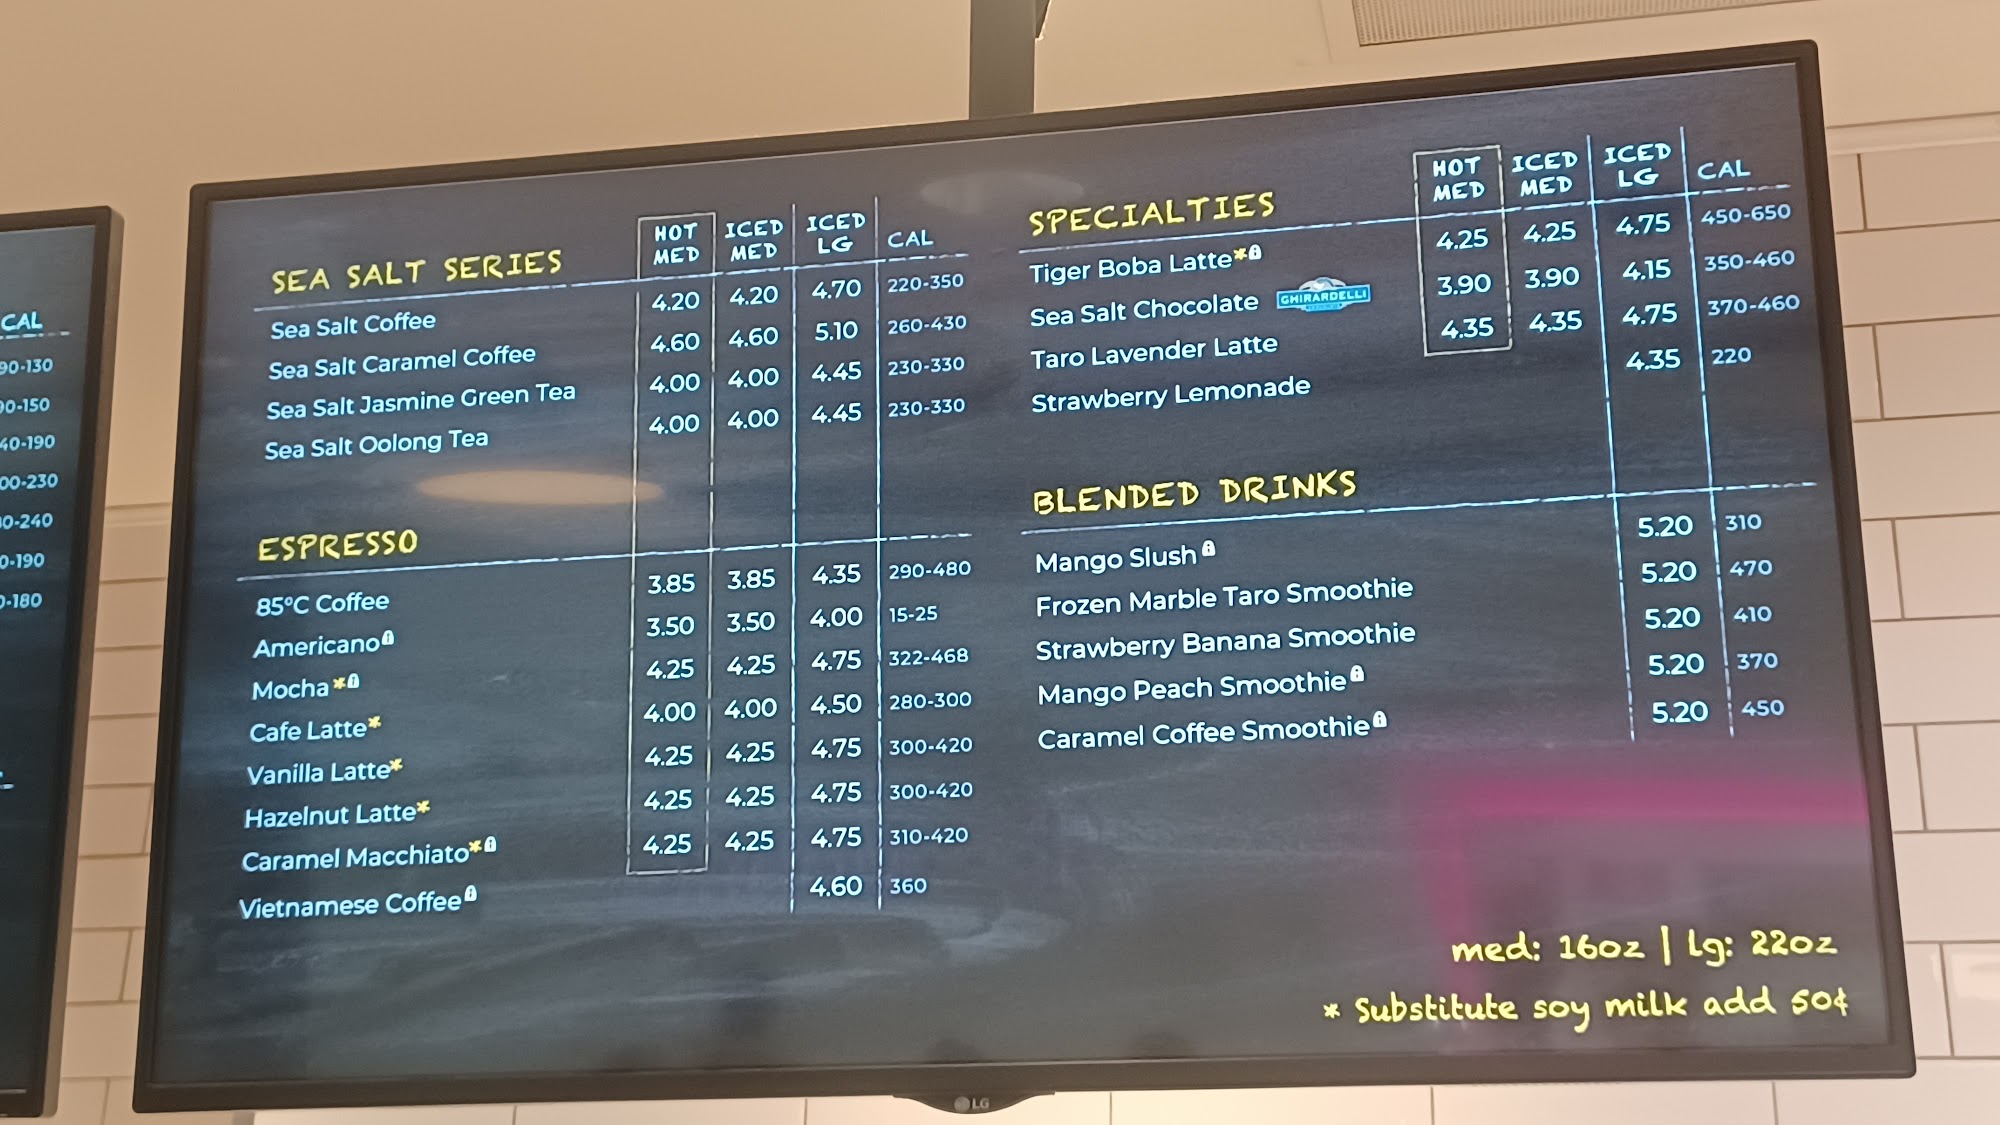 CAL
90-130
40-190
00-230
SEA SALT SERIES HOT MED ICED MED ICED LG CAL
Sea Salt Coffee 4.20 4.20 4.70 220-350
Sea Salt Caramel Coffee 4.60 4.60 5.10 260-430
Sea Salt Jasmine Green Tea 4.00 4.00 4.45 230-330
Sea Salt Oolong Tea 4.00 4.00 4.45 230-330
ESPRESSO
85°C Coffee 3.85 3.85 4.35 290-480
Americano 3.50 3.50 4.00 15-25
Mocha* 4.25 4.25 4.75 322-468
Cafe Latte* 4.00 4.00 4.50 280-300
Vanilla Latte* 4.25 4.25 4.75 300-420
Hazelnut Latte* 4.25 4.25 4.75 300-420
Caramel Macchiato* 4.25 4.25 4.75 310-420
Vietnamese Coffee 4.60 360
SPECIALTIES HOT MED ICED MED ICED LG CAL
Tiger Boba Latte* 4.25 4.25 4.75 450-650
Sea Salt Chocolate GHIRARDELLI 3.90 3.90 4.15 350-460
Taro Lavender Latte 4.35 4.35 4.75 370-460
Strawberry Lemonade 4.35 220
BLENDED DRINKS
Mango Slush 5.20 310
Frozen Marble Taro Smoothie 5.20 470
Strawberry Banana Smoothie 5.20 410
Mango Peach Smoothie 5.20 370
Caramel Coffee Smoothie 5.20 450
med: 16oz | lg: 22oz
* Substitute soy milk add 50¢
LG